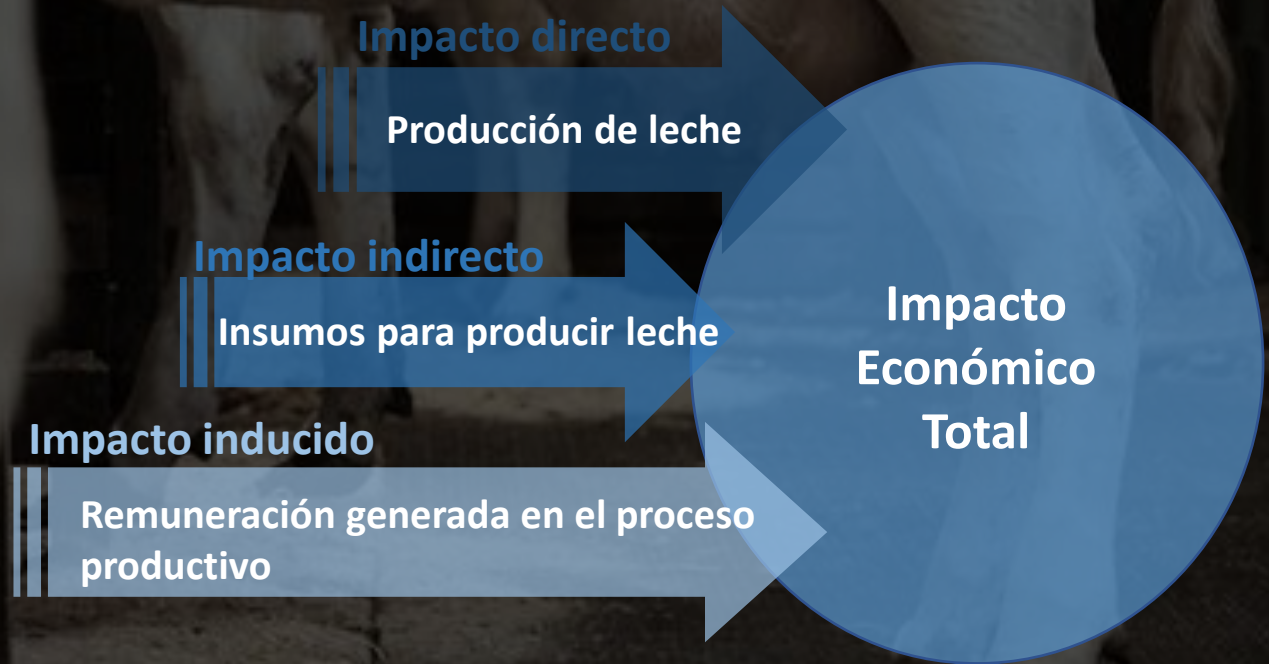 Impacto directo
Producción de leche
Impacto indirecto
Insumos para producir leche
Impacto inducido
Remuneración generada en el proceso
productivo
Impacto
Económico
Total